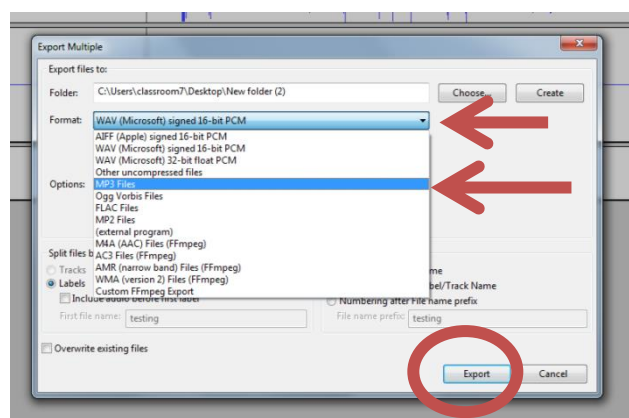 Export Multiple
Export files to:
Folder: C:\Users\classroom7\Desktop\New folder (2) Choose... Create
Format: WAV (Microsoft) signed 16-bit PCM
AIFF (Apple) signed 16-bit PCM
WAV (Microsoft) signed 16-bit PCM
WAV (Microsoft) 32-bit float PCM
Other uncompressed files
Options: MP3 Files
Ogg Vorbis Files
FLAC Files
MP2 Files
(external program)
M4A (AAC) Files (FFmpeg)
Split files b AC3 Files (FFmpeg)
Tracks AMR (narrow band) Files (FFmpeg) me
Labels WMA (version 2) Files (FFmpeg) bel/Track Name
Custom FFmpeg Export
Include audio before first label Numbering after File name prefix
First file name: testing File name prefix: testing
Overwrite existing files
Export Cancel